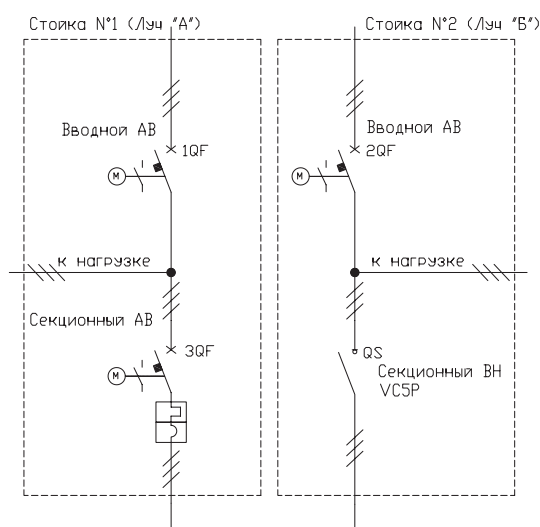 Стойка N°1 (Луч "А")
Стойка N°2 (Луч "Б")
Вводной АВ
1QF
M
Вводной АВ
2QF
M
к нагрузке
к нагрузке
Секционный АВ
3QF
M
QS
Секционный ВН
VC5P